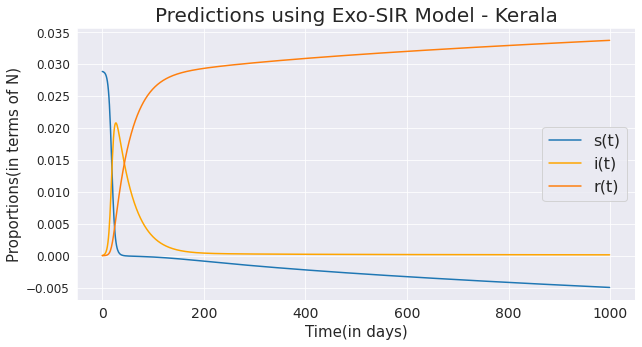 Predictions using Exo-SIR Model - Kerala
Proportions(in terms of N)
0.035
0.030
0.025
0.020
0.015
0.010
0.005
0.000
−0.005
s(t)
i(t)
r(t)
0 200 400 600 800 1000
Time(in days)